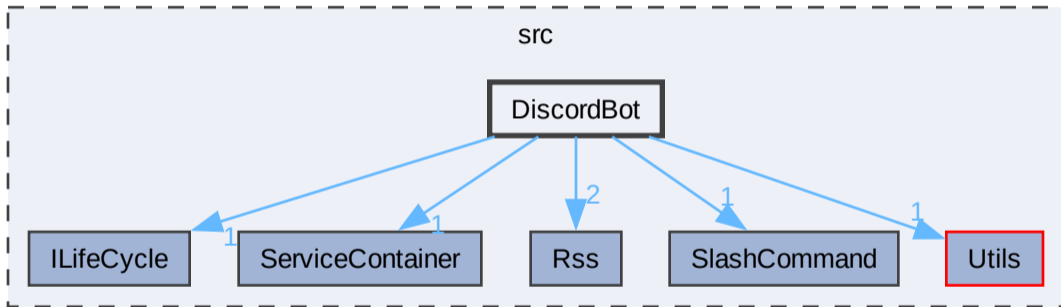 src
DiscordBot
1
1
2
1
1
ILifeCycle
ServiceContainer
Rss
SlashCommand
Utils